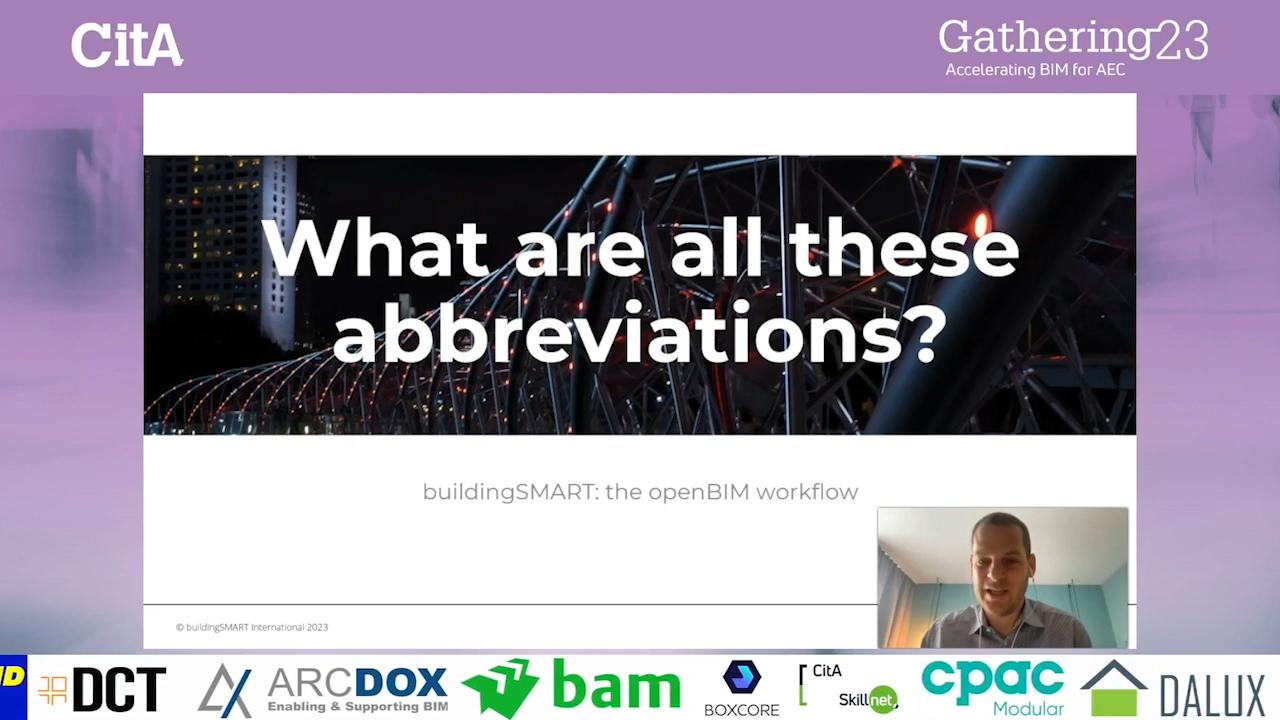 CitA
Gathering23
Accelerating BIM for AEC
What are all these
abbreviations?
buildingSMART: the openBIM workflow
© buildingSMART International 2023
DCT
ARCDOX
Enabling & Supporting BIM
bam
BOXCORE
CitA
Skillnet
cpac
Modular
DALUX